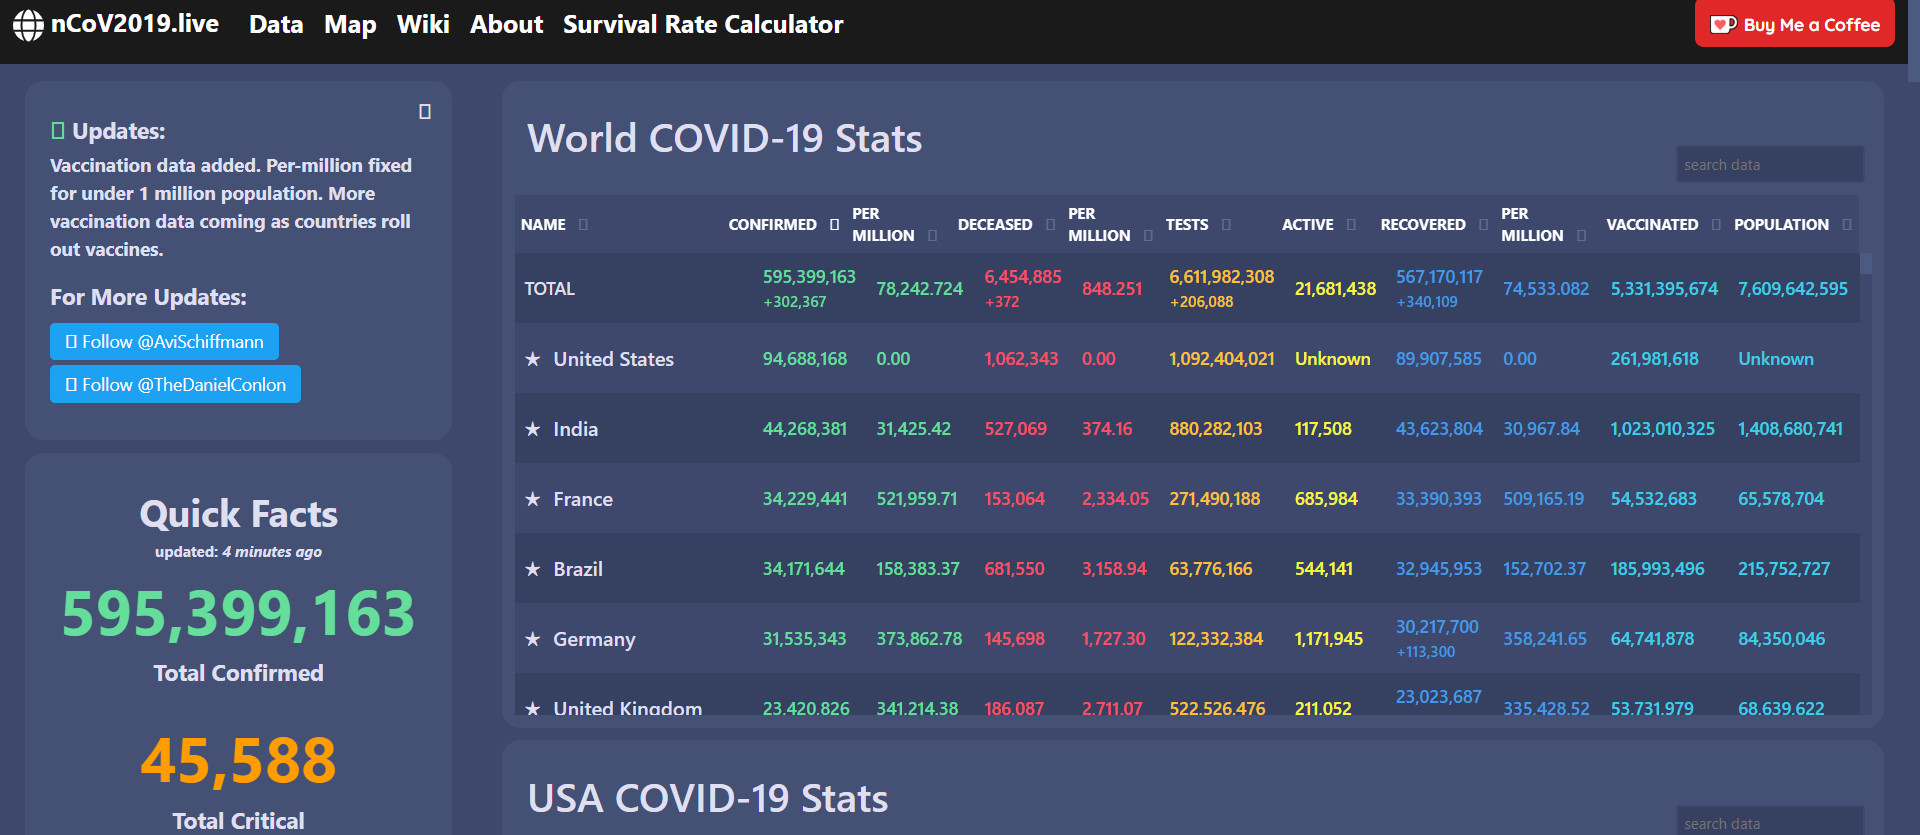 nCoV2019.live Data Map Wiki About Survival Rate Calculator Buy Me a Coffee
Updates:
Vaccination data added. Per-million fixed
for under 1 million population. More
vaccination data coming as countries roll
out vaccines.
For More Updates:
Follow @AviSchiffmann
Follow @TheDanielConlon
Quick Facts
updated: 4 minutes ago
595,399,163
Total Confirmed
45,588
Total Critical
World COVID-19 Stats
search data
NAME CONFIRMED PER MILLION DECEASED PER MILLION TESTS ACTIVE RECOVERED PER MILLION VACCINATED POPULATION
TOTAL 595,399,163 +302,367 78,242.724 6,454,885 +372 848.251 6,611,982,308 +206,088 21,681,438 567,170,117 +340,109 74,533.082 5,331,395,674 7,609,642,595
★ United States 94,688,168 0.00 1,062,343 0.00 1,092,404,021 Unknown 89,907,585 0.00 261,981,618 Unknown
★ India 44,268,381 31,425.42 527,069 374.16 880,282,103 117,508 43,623,804 30,967.84 1,023,010,325 1,408,680,741
★ France 34,229,441 521,959.71 153,064 2,334.05 271,490,188 685,984 33,390,393 509,165.19 54,532,683 65,578,704
★ Brazil 34,171,644 158,383.37 681,550 3,158.94 63,776,166 544,141 32,945,953 152,702.37 185,993,496 215,752,727
★ Germany 31,535,343 373,862.78 145,698 1,727.30 122,332,384 1,171,945 30,217,700 +113,300 358,241.65 64,741,878 84,350,046
★ United Kingdom 23,420,826 341,214.38 186,087 2,711.07 522,526,476 211,052 23,023,687 335,428.52 53,731,979 68,639,622
USA COVID-19 Stats
search data